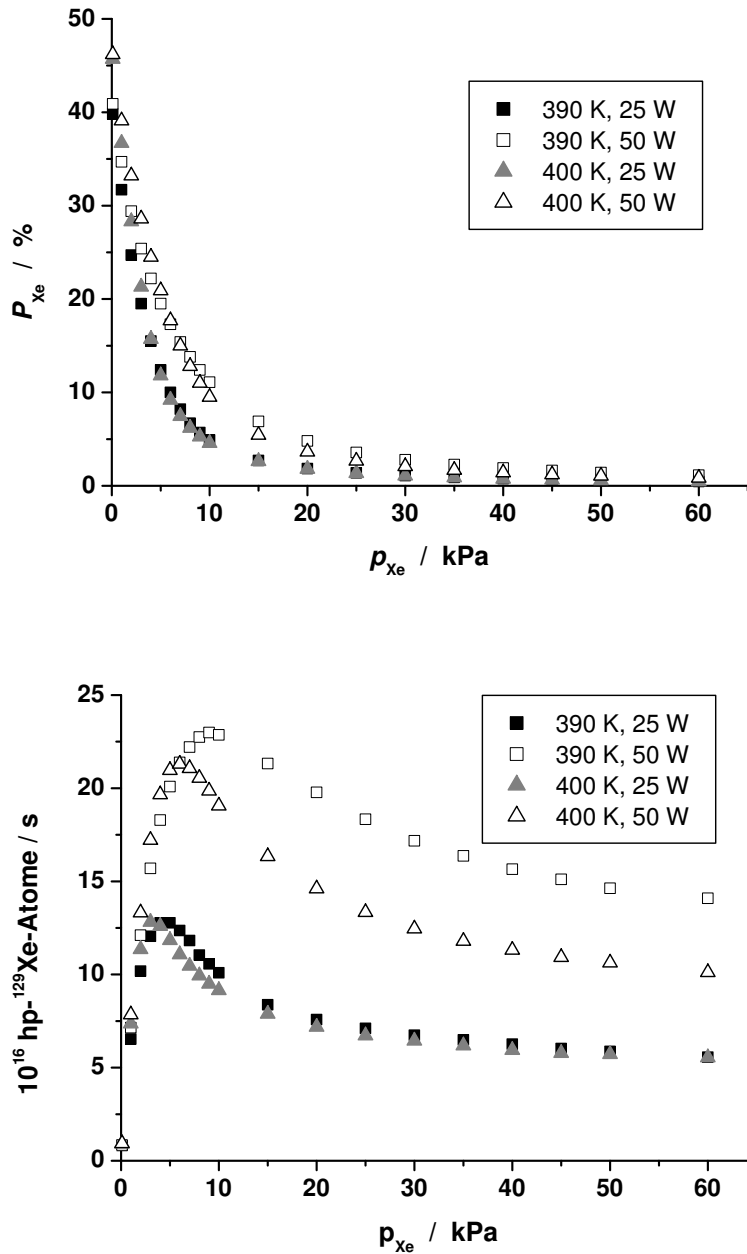 50
40
30
20
10
0
P_Xe / %
390 K, 25 W
390 K, 50 W
400 K, 25 W
400 K, 50 W
0 10 20 30 40 50 60
p_Xe / kPa
25
20
15
10
5
0
10^16 hp-^129Xe-Atome / s
390 K, 25 W
390 K, 50 W
400 K, 25 W
400 K, 50 W
0 10 20 30 40 50 60
p_Xe / kPa